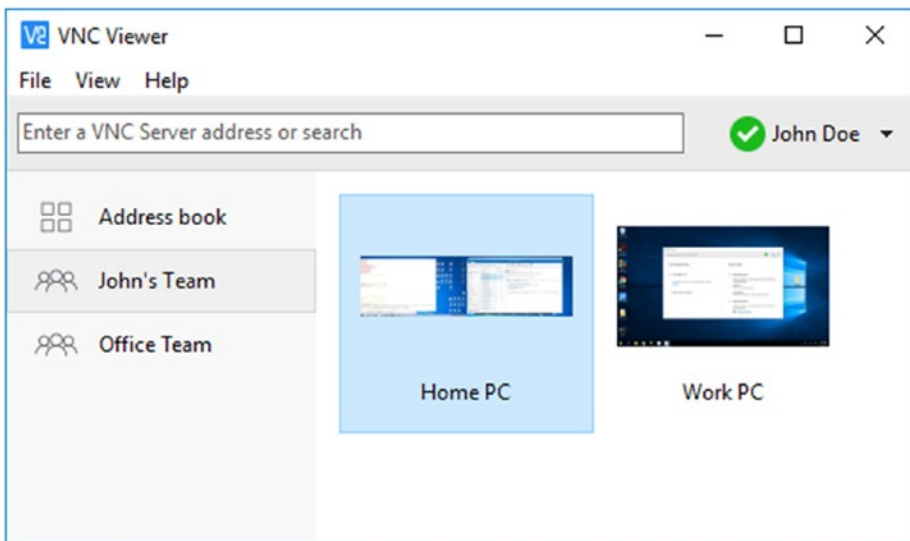 VNC Viewer
File View Help
Enter a VNC Server address or search
John Doe
Address book
John's Team
Office Team
Home PC
Work PC